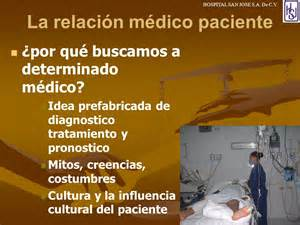 HOSPITAL SAN JOSE S.A. De C.V.
La relación médico paciente
¿por qué buscamos a
determinado
médico?
Idea prefabricada de
diagnostico
tratamiento y
pronostico
Mitos, creencias,
costumbres
Cultura y la influencia
cultural del paciente